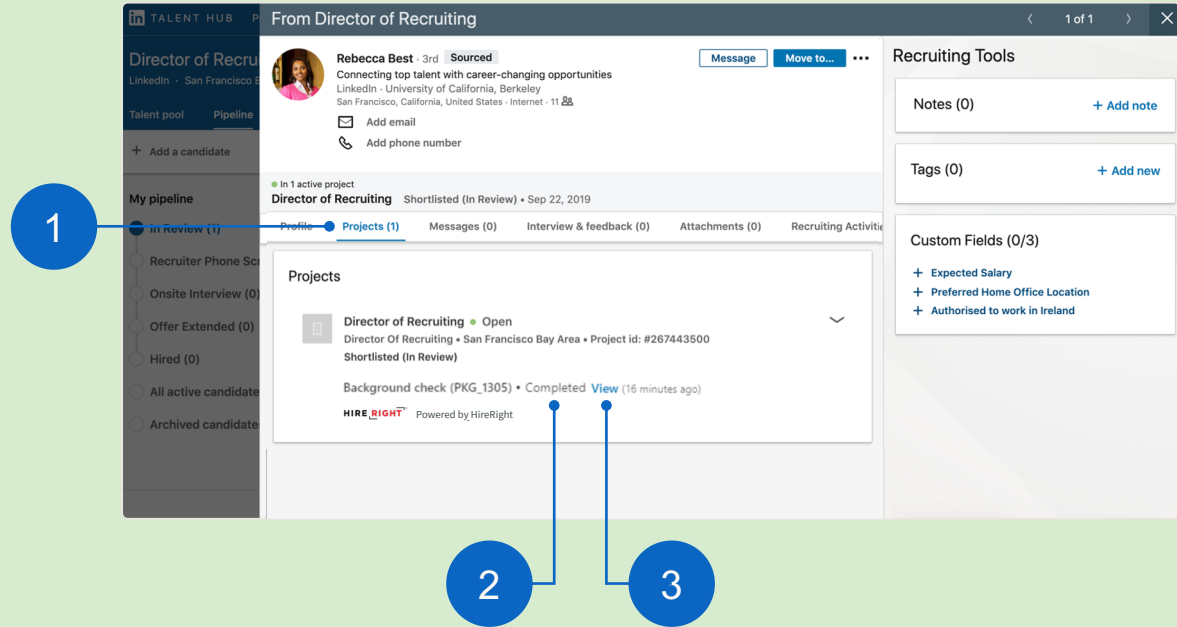 in TALENT HUB P
From Director of Recruiting
1 of 1
Director of Recru
LinkedIn · San Francisco B
Talent pool Pipeline
+ Add a candidate
My pipeline
In Review (1)
Recruiter Phone Scr
Onsite Interview (0)
Offer Extended (0)
Hired (0)
All active candidate
Archived candidate
Rebecca Best · 3rd Sourced
Connecting top talent with career-changing opportunities
LinkedIn · University of California, Berkeley
San Francisco, California, United States · Internet · 11
Add email
Add phone number
Message Move to... •••
In 1 active project
Director of Recruiting Shortlisted (In Review) • Sep 22, 2019
Profile Projects (1) Messages (0) Interview & feedback (0) Attachments (0) Recruiting Activitie
Projects
Director of Recruiting • Open
Director Of Recruiting • San Francisco Bay Area • Project id: #267443500
Shortlisted (In Review)
Background check (PKG_1305) • Completed View (16 minutes ago)
HIRE RIGHT Powered by HireRight
Recruiting Tools
Notes (0) + Add note
Tags (0) + Add new
Custom Fields (0/3)
+ Expected Salary
+ Preferred Home Office Location
+ Authorised to work in Ireland
1
2
3